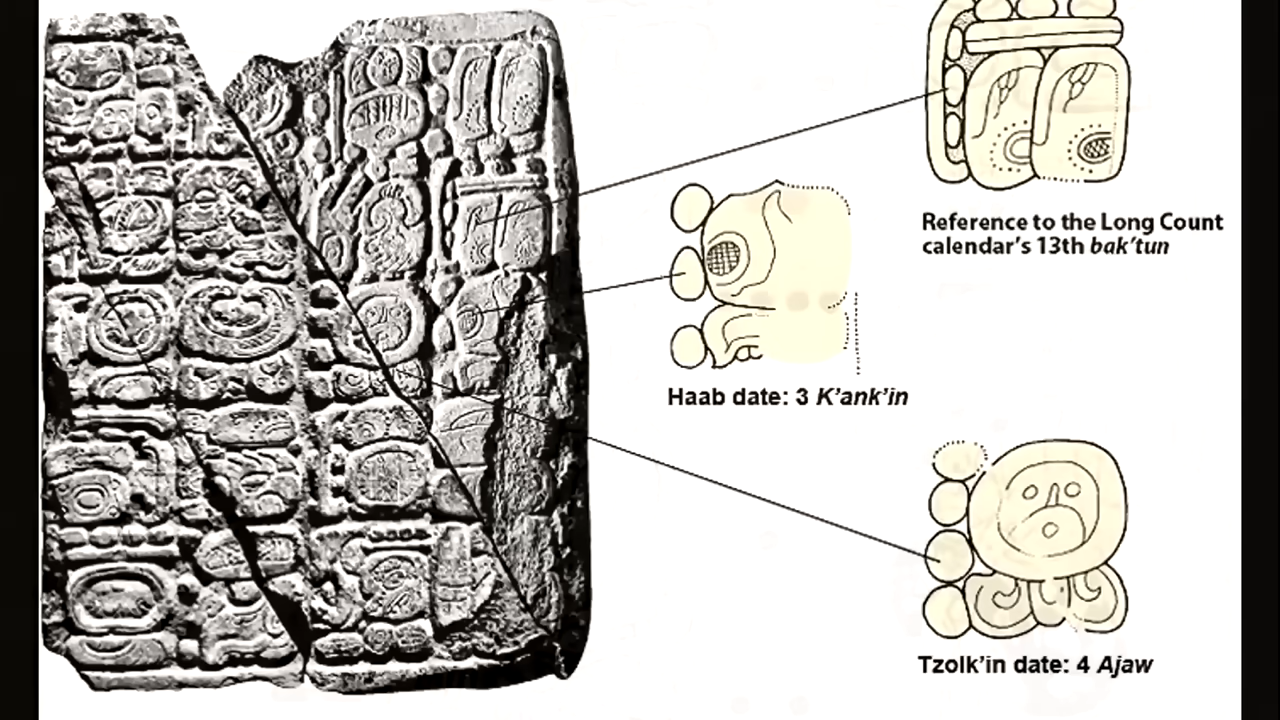 Reference to the Long Count
calendar's 13th bak'tun
Haab date: 3 K'ank'in
Tzolk'in date: 4 Ajaw